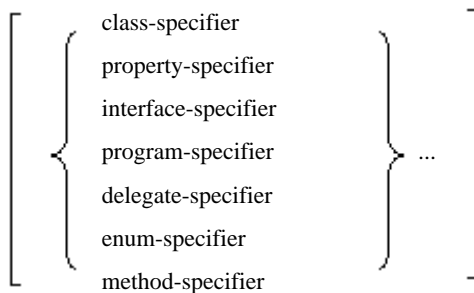 class-specifier
property-specifier
interface-specifier
program-specifier ...
delegate-specifier
enum-specifier
method-specifier